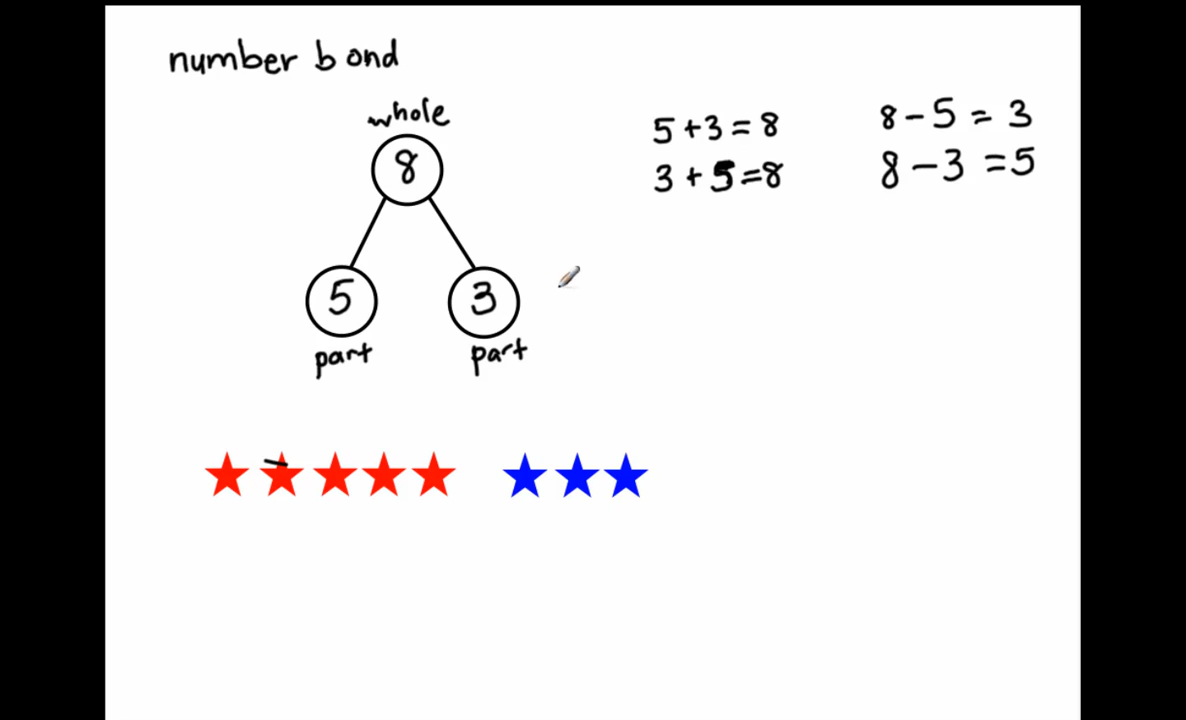 number bond
whole
8
5 3
part part
5 + 3 = 8
3 + 5 = 8
8 - 5 = 3
8 - 3 = 5